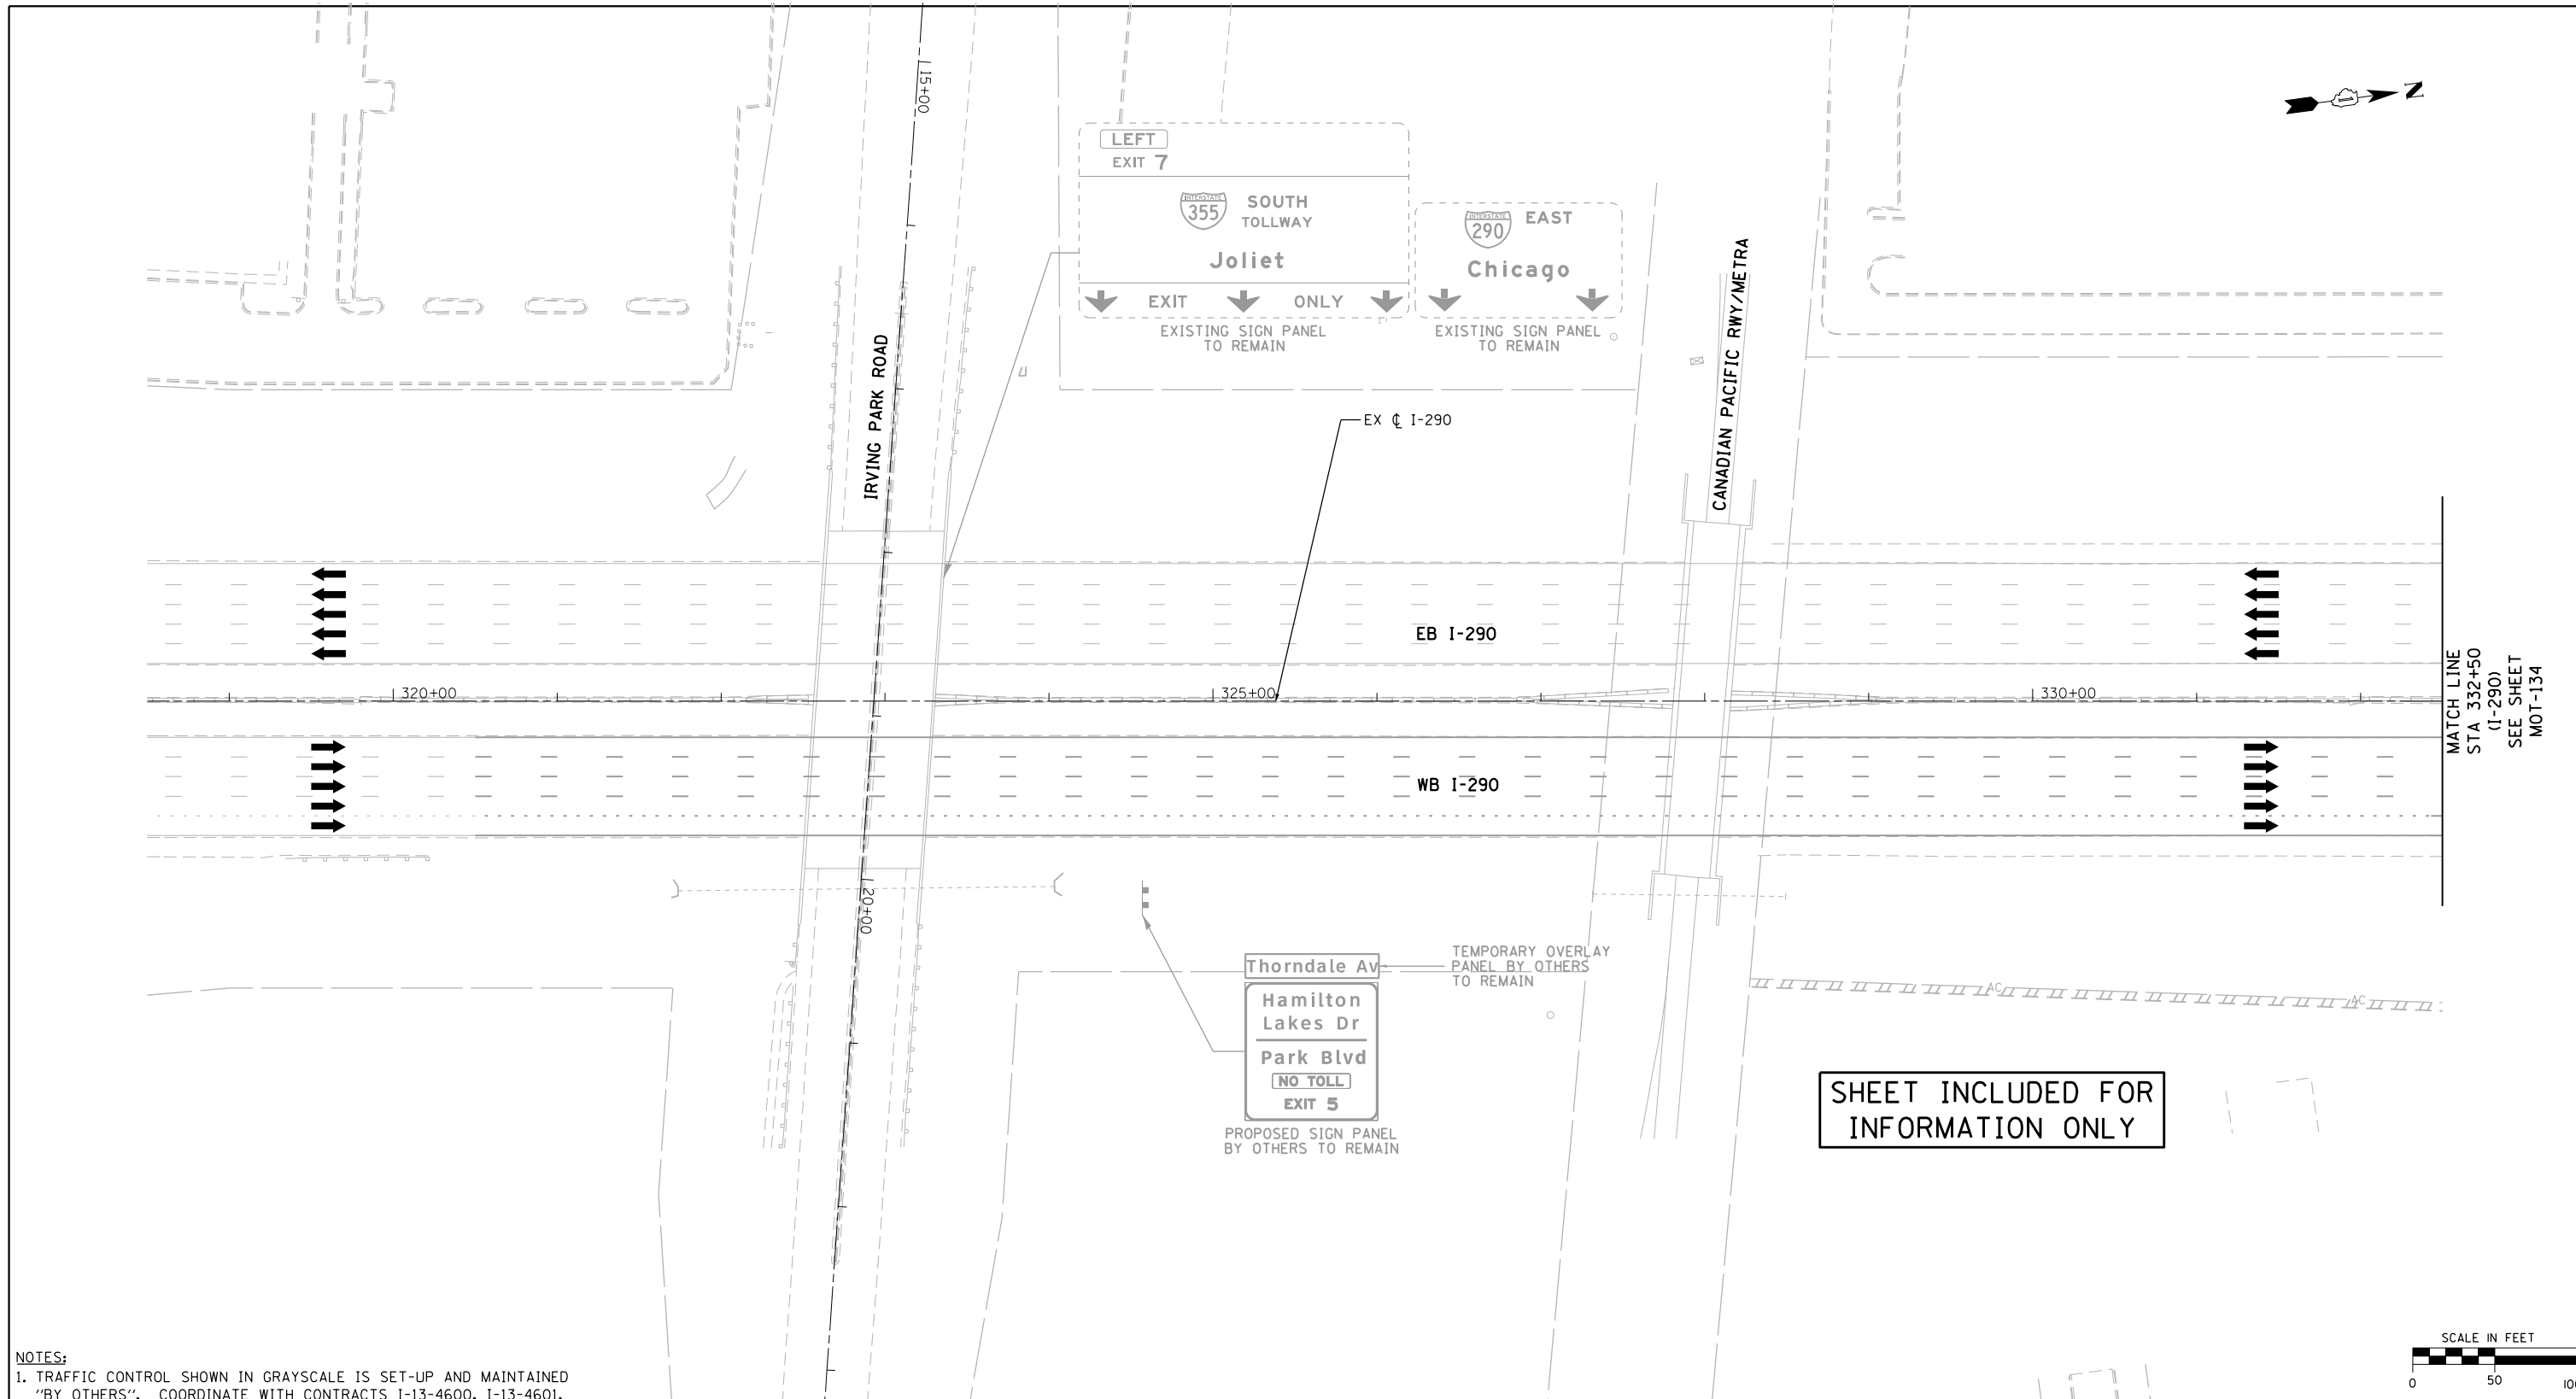 15+00
N
LEFT
EXIT 7
INTERSTATE
355
SOUTH
TOLLWAY
Joliet
EXIT ONLY
INTERSTATE
290
EAST
Chicago
EXISTING SIGN PANEL
TO REMAIN
EXISTING SIGN PANEL
TO REMAIN
IRVING PARK ROAD
CANADIAN PACIFIC RWY/METRA
EX ℄ I-290
EB I-290
320+00
325+00
330+00
MATCH LINE
STA 332+50
(I-290)
SEE SHEET
MOT-134
WB I-290
20+00
Thorndale Av
TEMPORARY OVERLAY
PANEL BY OTHERS
TO REMAIN
Hamilton
Lakes Dr
Park Blvd
NO TOLL
EXIT 5
PROPOSED SIGN PANEL
BY OTHERS TO REMAIN
AC
AC
SHEET INCLUDED FOR
INFORMATION ONLY
NOTES:
1. TRAFFIC CONTROL SHOWN IN GRAYSCALE IS SET-UP AND MAINTAINED
"BY OTHERS". COORDINATE WITH CONTRACTS I-13-4600, I-13-4601,
SCALE IN FEET
0 50